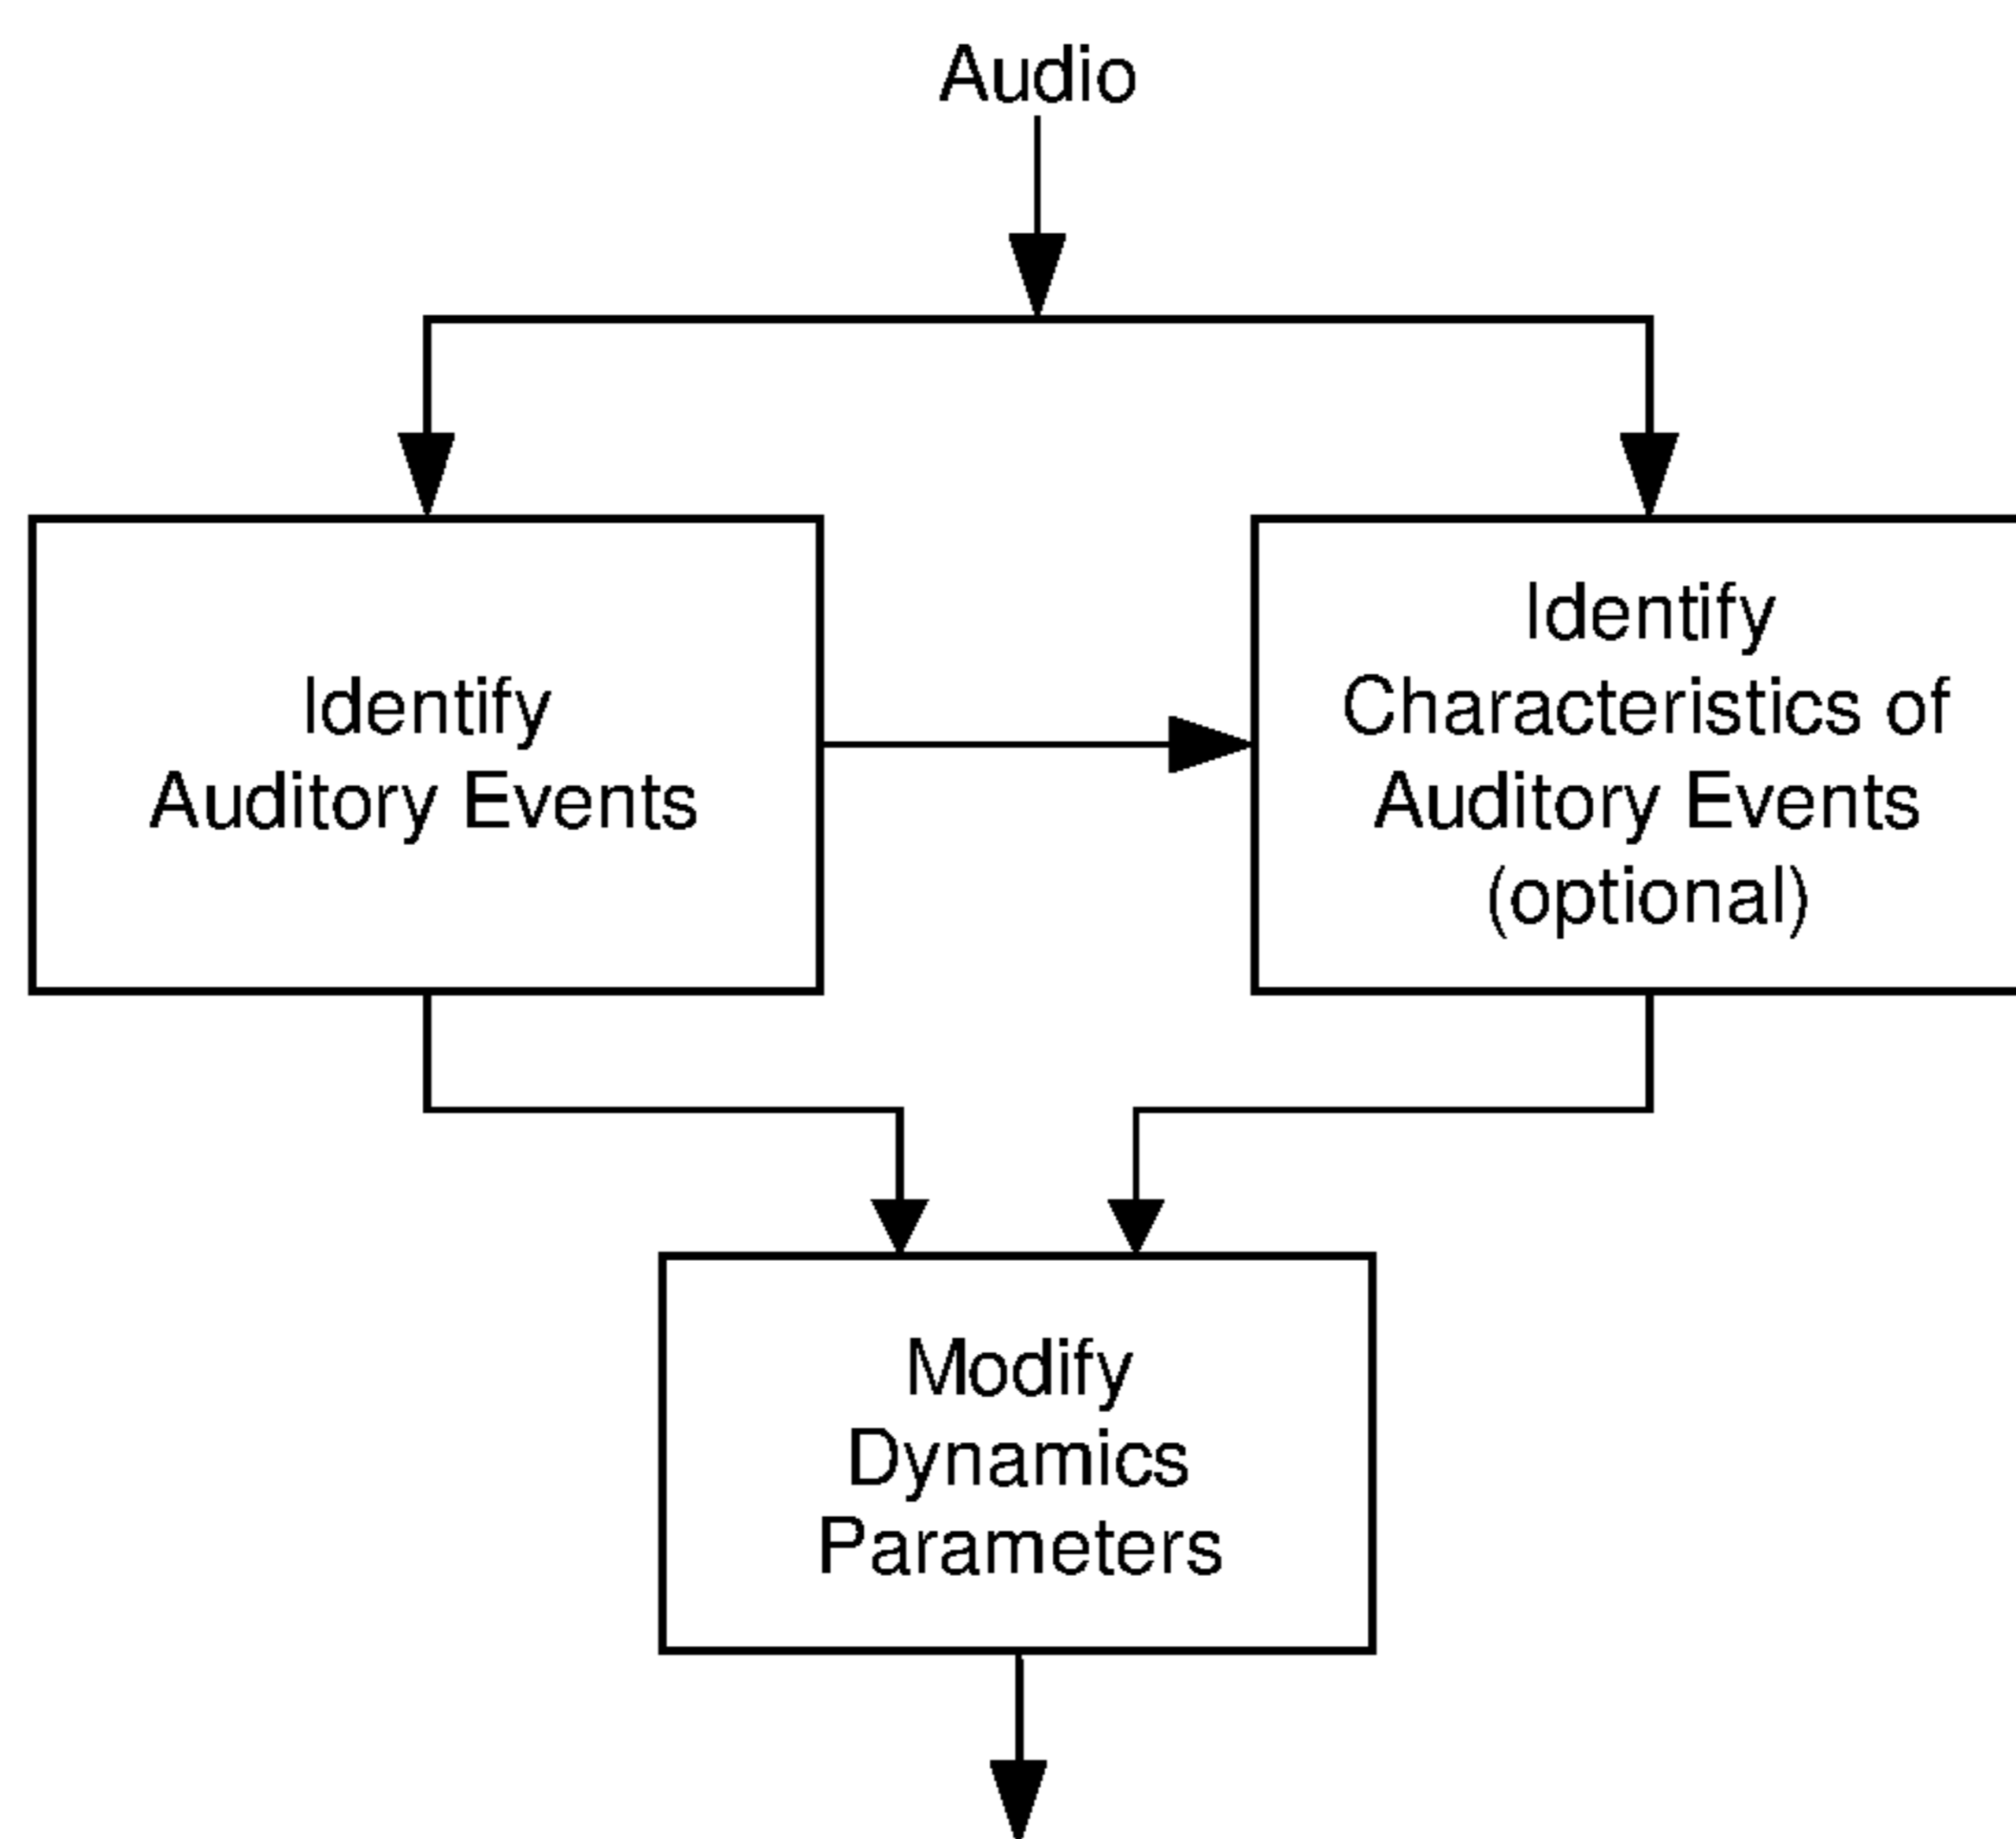 Audio
Identify
Auditory Events
Identify
Characteristics of
Auditory Events
(optional)
Modify
Dynamics
Parameters